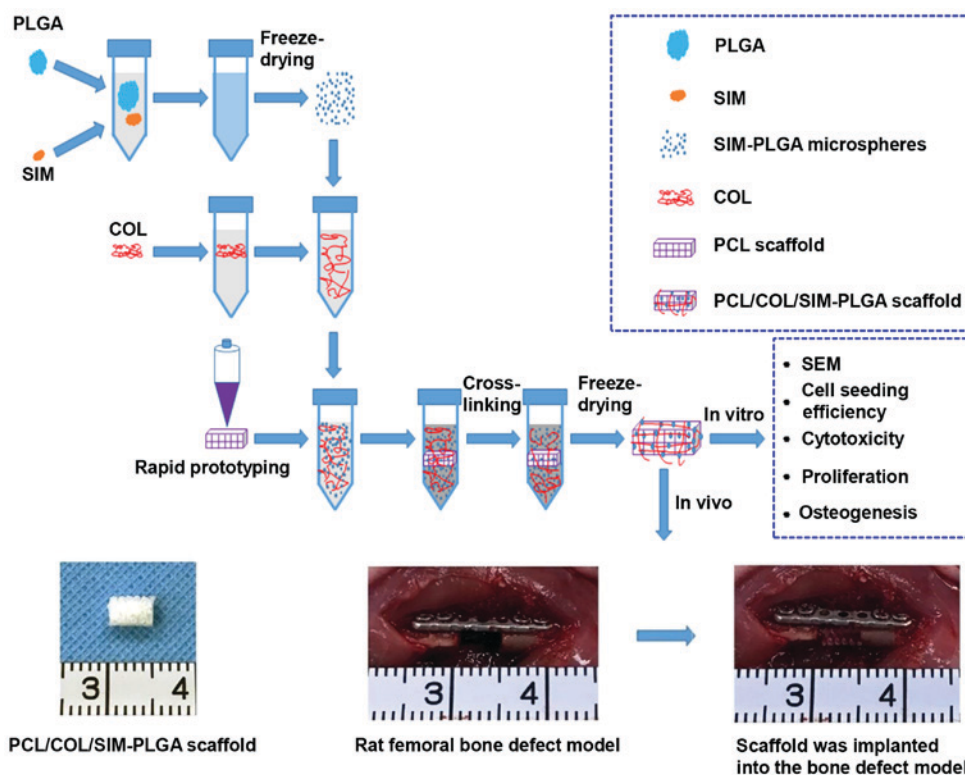 PLGA
SIM
Freeze-
drying
COL
Rapid prototyping
Cross-
linking
Freeze-
drying
In vitro
In vivo
PLGA
SIM
SIM-PLGA microspheres
COL
PCL scaffold
PCL/COL/SIM-PLGA scaffold
• SEM
• Cell seeding
efficiency
• Cytotoxicity
• Proliferation
• Osteogenesis
3 4
PCL/COL/SIM-PLGA scaffold
3 4
Rat femoral bone defect model
3 4
Scaffold was implanted
into the bone defect model